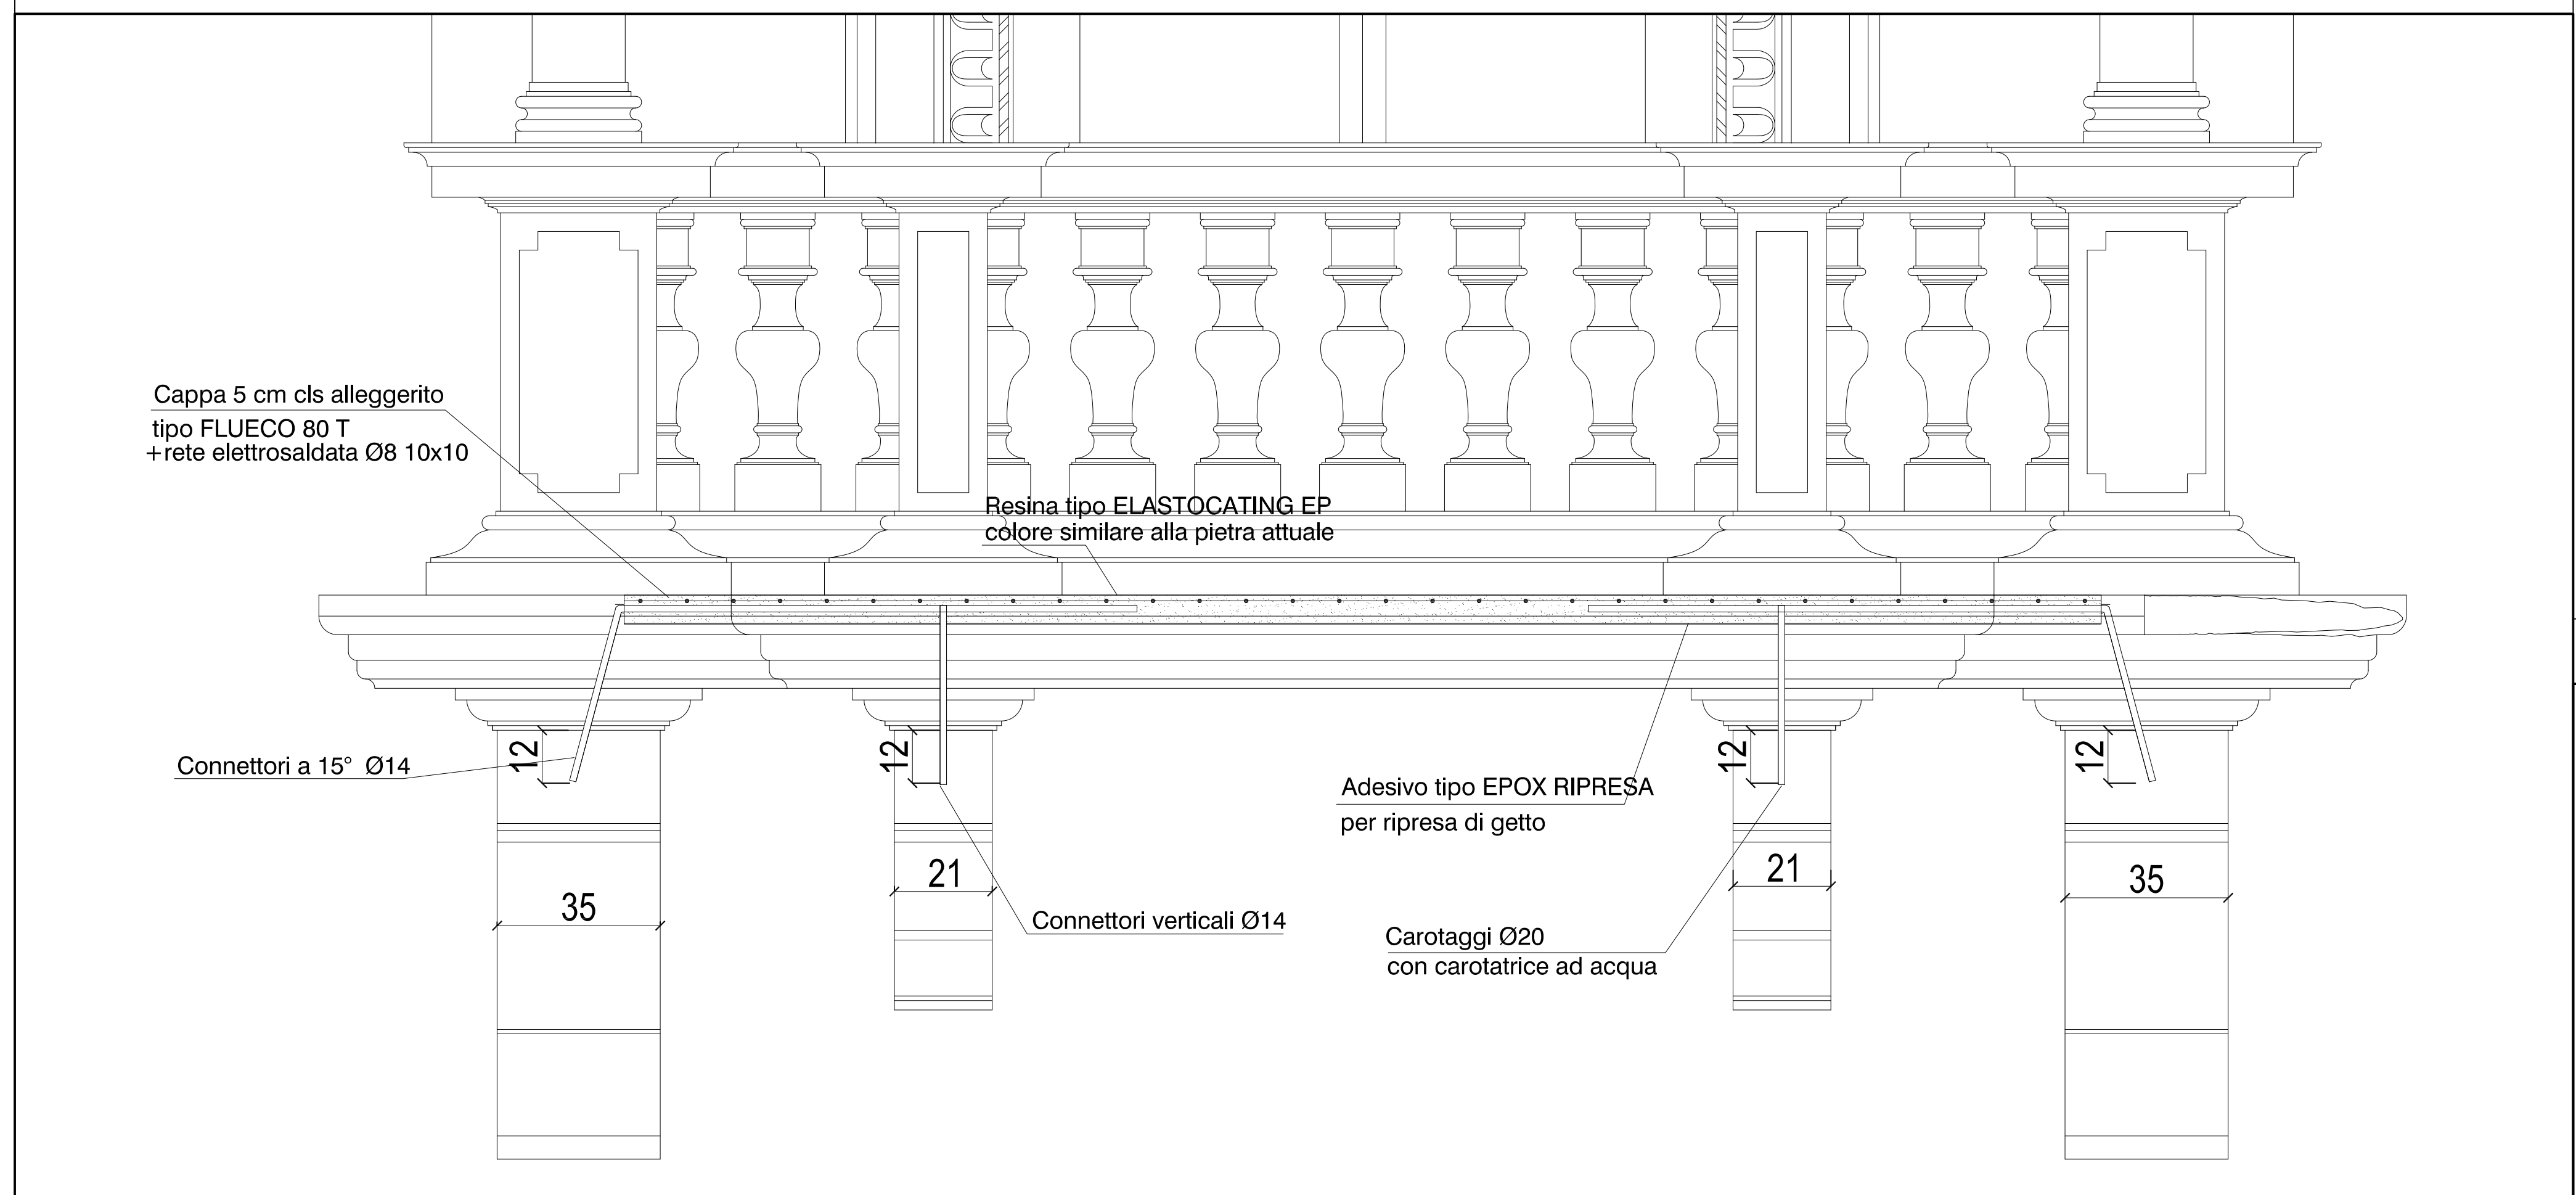 Cappa 5 cm cls alleggerito
tipo FLUECO 80 T
+rete elettrosaldata Ø8 10x10
Resina tipo ELASTOCATING EP
colore similare alla pietra attuale
12
12
12
12
Connettori a 15° Ø14
Adesivo tipo EPOX RIPRESA
per ripresa di getto
21
21
35
35
Connettori verticali Ø14
Carotaggi Ø20
con carotatrice ad acqua